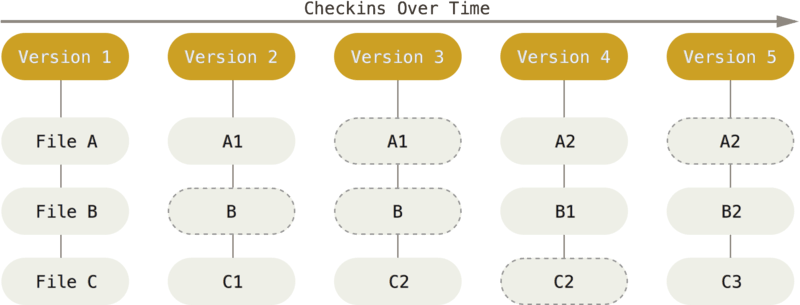 Checkins Over Time
Version 1 Version 2 Version 3 Version 4 Version 5
File A A1 A1 A2 A2
File B B B B1 B2
File C C1 C2 C2 C3